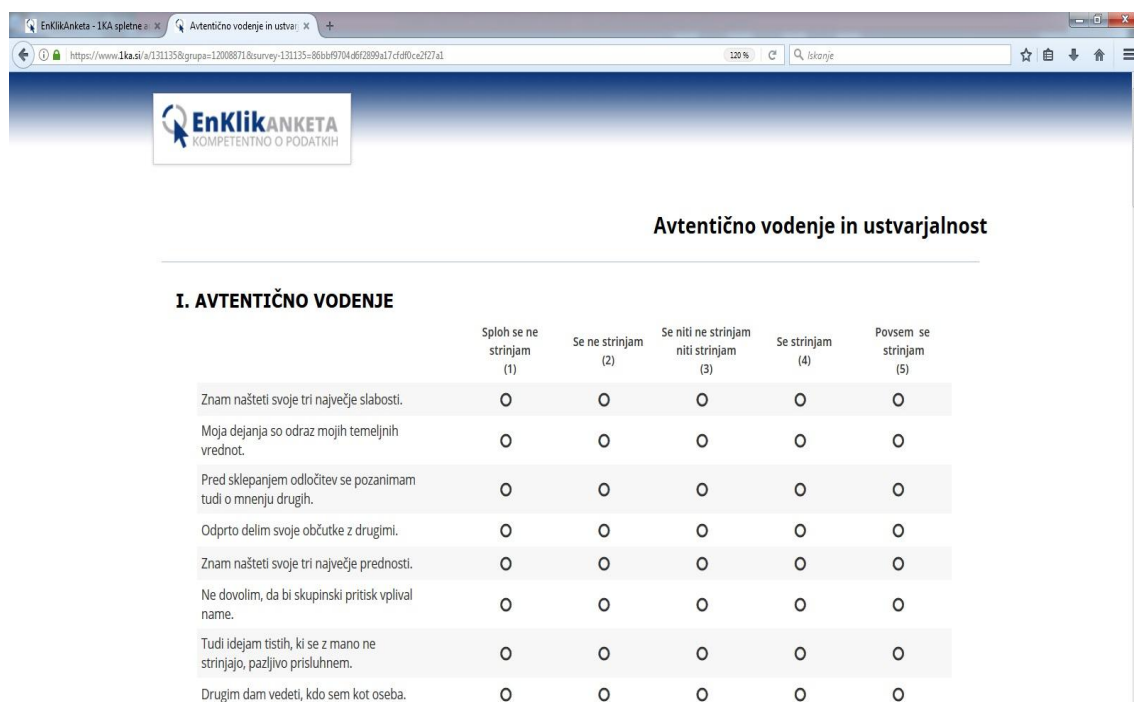 EnKlikAnketa - 1KA spletne a
Avtentično vodenje in ustvarj
https://www.1ka.si/a/131135&grupa=12008871&survey-131135=86bbf9704d6f2899a17cfdf0ce2f27a1
120 %
Iskanje
EnKlikANKETA
KOMPETENTNO O PODATKIH
Avtentično vodenje in ustvarjalnost
I. AVTENTIČNO VODENJE
Sploh se ne strinjam (1)
Se ne strinjam (2)
Se niti ne strinjam niti strinjam (3)
Se strinjam (4)
Povsem se strinjam (5)
Znam našteti svoje tri največje slabosti.
Moja dejanja so odraz mojih temeljnih
vrednot.
Pred sklepanjem odločitev se pozanimam
tudi o mnenju drugih.
Odprto delim svoje občutke z drugimi.
Znam našteti svoje tri največje prednosti.
Ne dovolim, da bi skupinski pritisk vplival
name.
Tudi idejam tistih, ki se z mano ne
strinjajo, pazljivo prisluhnem.
Drugim dam vedeti, kdo sem kot oseba.